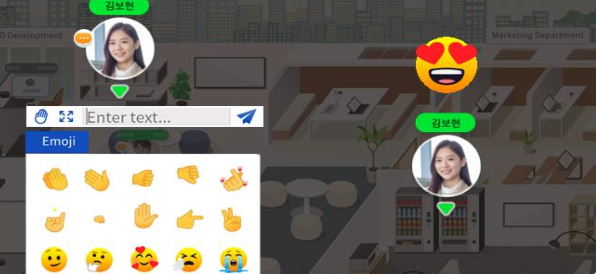 김보현
D Development
Marketing Department
Enter text...
김보현
Emoji